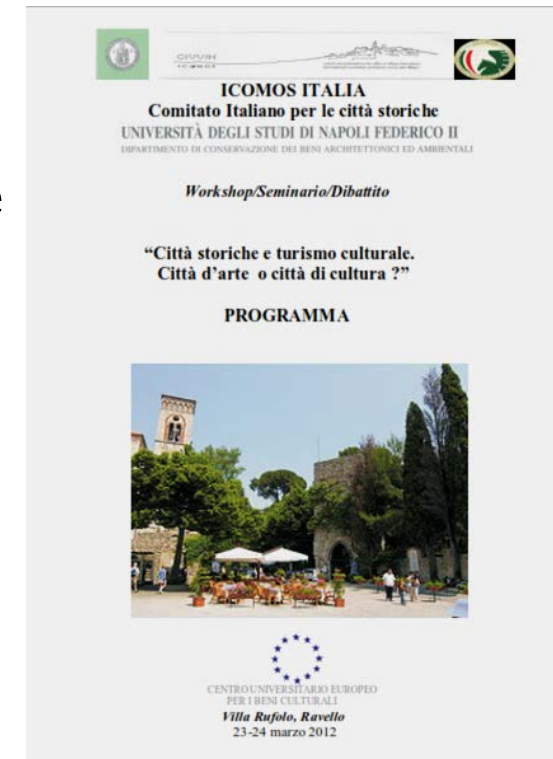 CIVVIH
ICOMOS
ICOMOS ITALIA
Comitato Italiano per le città storiche
UNIVERSITÀ DEGLI STUDI DI NAPOLI FEDERICO II
DIPARTIMENTO DI CONSERVAZIONE DEI BENI ARCHITETTONICI ED AMBIENTALI
Workshop/Seminario/Dibattito
“Città storiche e turismo culturale.
Città d’arte o città di cultura ?”
PROGRAMMA
CENTRO UNIVERSITARIO EUROPEO
PER I BENI CULTURALI
Villa Rufolo, Ravello
23-24 marzo 2012